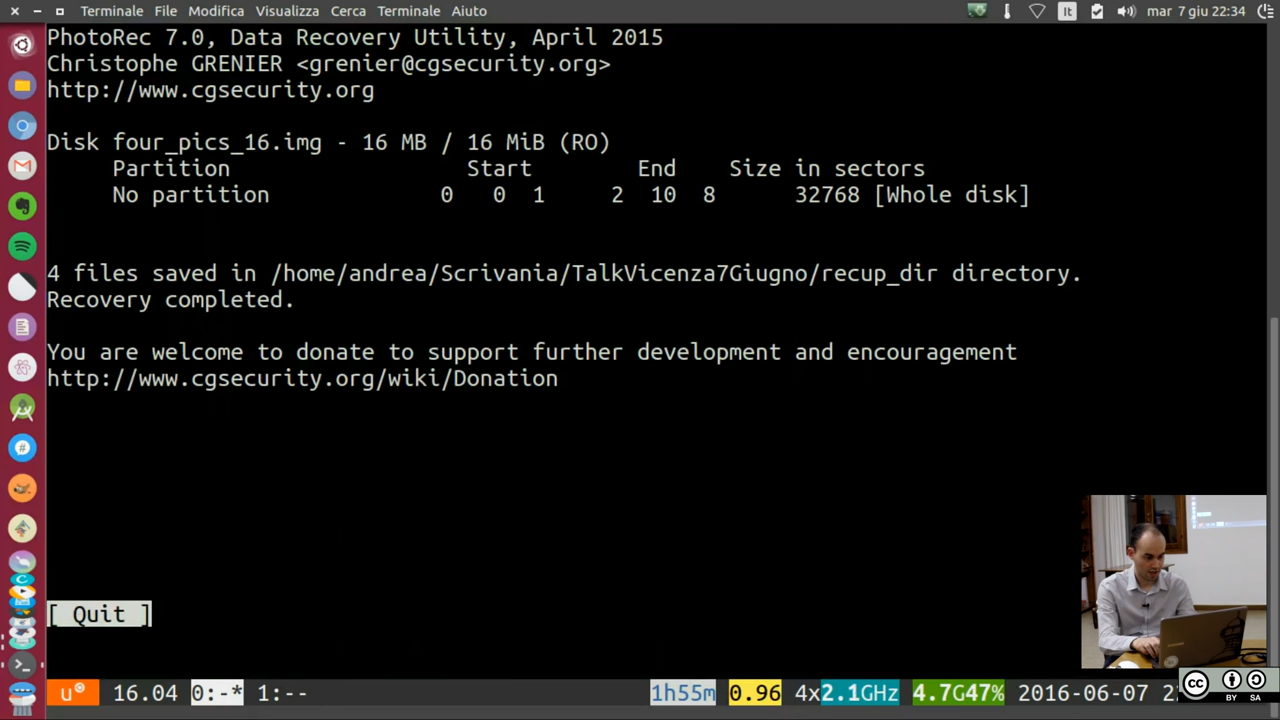 Terminale File Modifica Visualizza Cerca Terminale Aiuto It mar 7 giu 22:34
PhotoRec 7.0, Data Recovery Utility, April 2015
Christophe GRENIER <grenier@cgsecurity.org>
http://www.cgsecurity.org
Disk four_pics_16.img - 16 MB / 16 MiB (RO)
Partition Start End Size in sectors
No partition 0 0 1 2 10 8 32768 [Whole disk]
4 files saved in /home/andrea/Scrivania/TalkVicenza7Giugno/recup_dir directory.
Recovery completed.
You are welcome to donate to support further development and encouragement
http://www.cgsecurity.org/wiki/Donation
[ Quit ]
u 16.04 0:-* 1:-- 1h55m 0.96 4x2.1GHz 4.7G47% 2016-06-07
CC BY SA